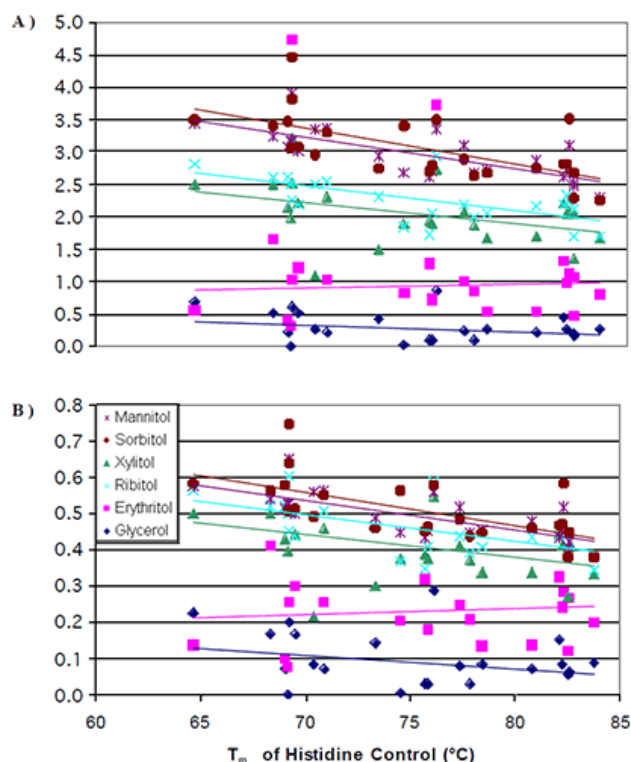 A )
5.0
4.5
4.0
3.5
3.0
2.5
2.0
1.5
1.0
0.5
0.0
B )
0.8
0.7
0.6
0.5
0.4
0.3
0.2
0.1
0.0
Mannitol
Sorbitol
Xylitol
Ribitol
Erythritol
Glycerol
60 65 70 75 80 85
Tm of Histidine Control (°C)